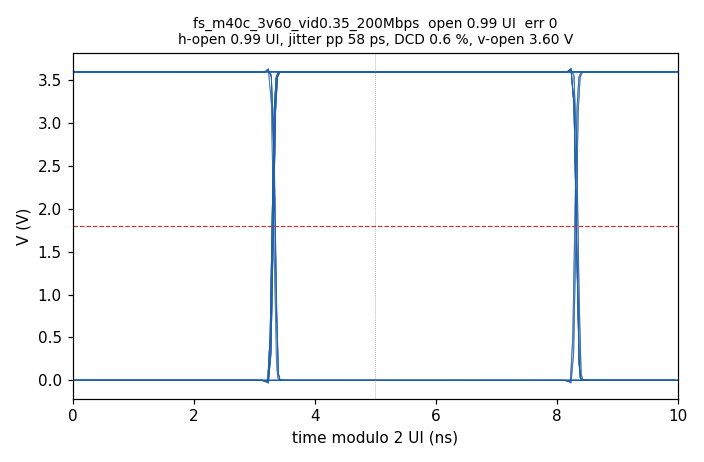 fs_m40c_3v60_vid0.35_200Mbps  open 0.99 UI  err 0
h-open 0.99 UI, jitter pp 58 ps, DCD 0.6 %, v-open 3.60 V
V (V)
3.5
3.0
2.5
2.0
1.5
1.0
0.5
0.0
0 2 4 6 8 10
time modulo 2 UI (ns)